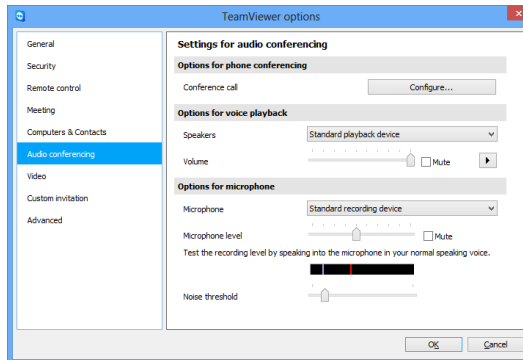 TeamViewer options
General
Security
Remote control
Meeting
Computers & Contacts
Audio conferencing
Video
Custom invitation
Advanced
Settings for audio conferencing
Options for phone conferencing
Conference call
Configure...
Options for voice playback
Speakers
Standard playback device
Volume
Mute
Options for microphone
Microphone
Standard recording device
Microphone level
Mute
Test the recording level by speaking into the microphone in your normal speaking voice.
Noise threshold
OK
Cancel